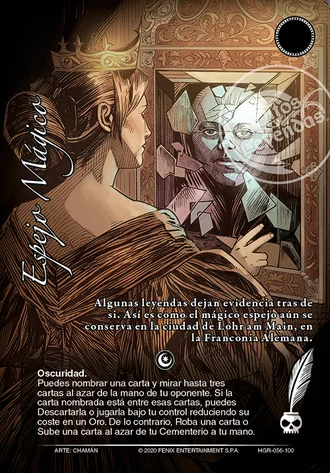 Espejo Mágico
Algunas leyendas dejan evidencia tras de
si. Así es como el mágico espejo aún se
conserva en la ciudad de Lohr am Main, en
la Franconia Alemana.
Oscuridad.
Puedes nombrar una carta y mirar hasta tres
cartas al azar de la mano de tu oponente. Si la
carta nombrada está entre esas cartas, puedes
Descartarla o jugarla bajo tu control reduciendo su
coste en un Oro. De lo contrario, Roba una carta o
Sube una carta al azar de tu Cementerio a tu mano.
ARTE: CHAMÁN
© 2020 FENIX ENTERTAINMENT S.P.A.
HGR-056-100